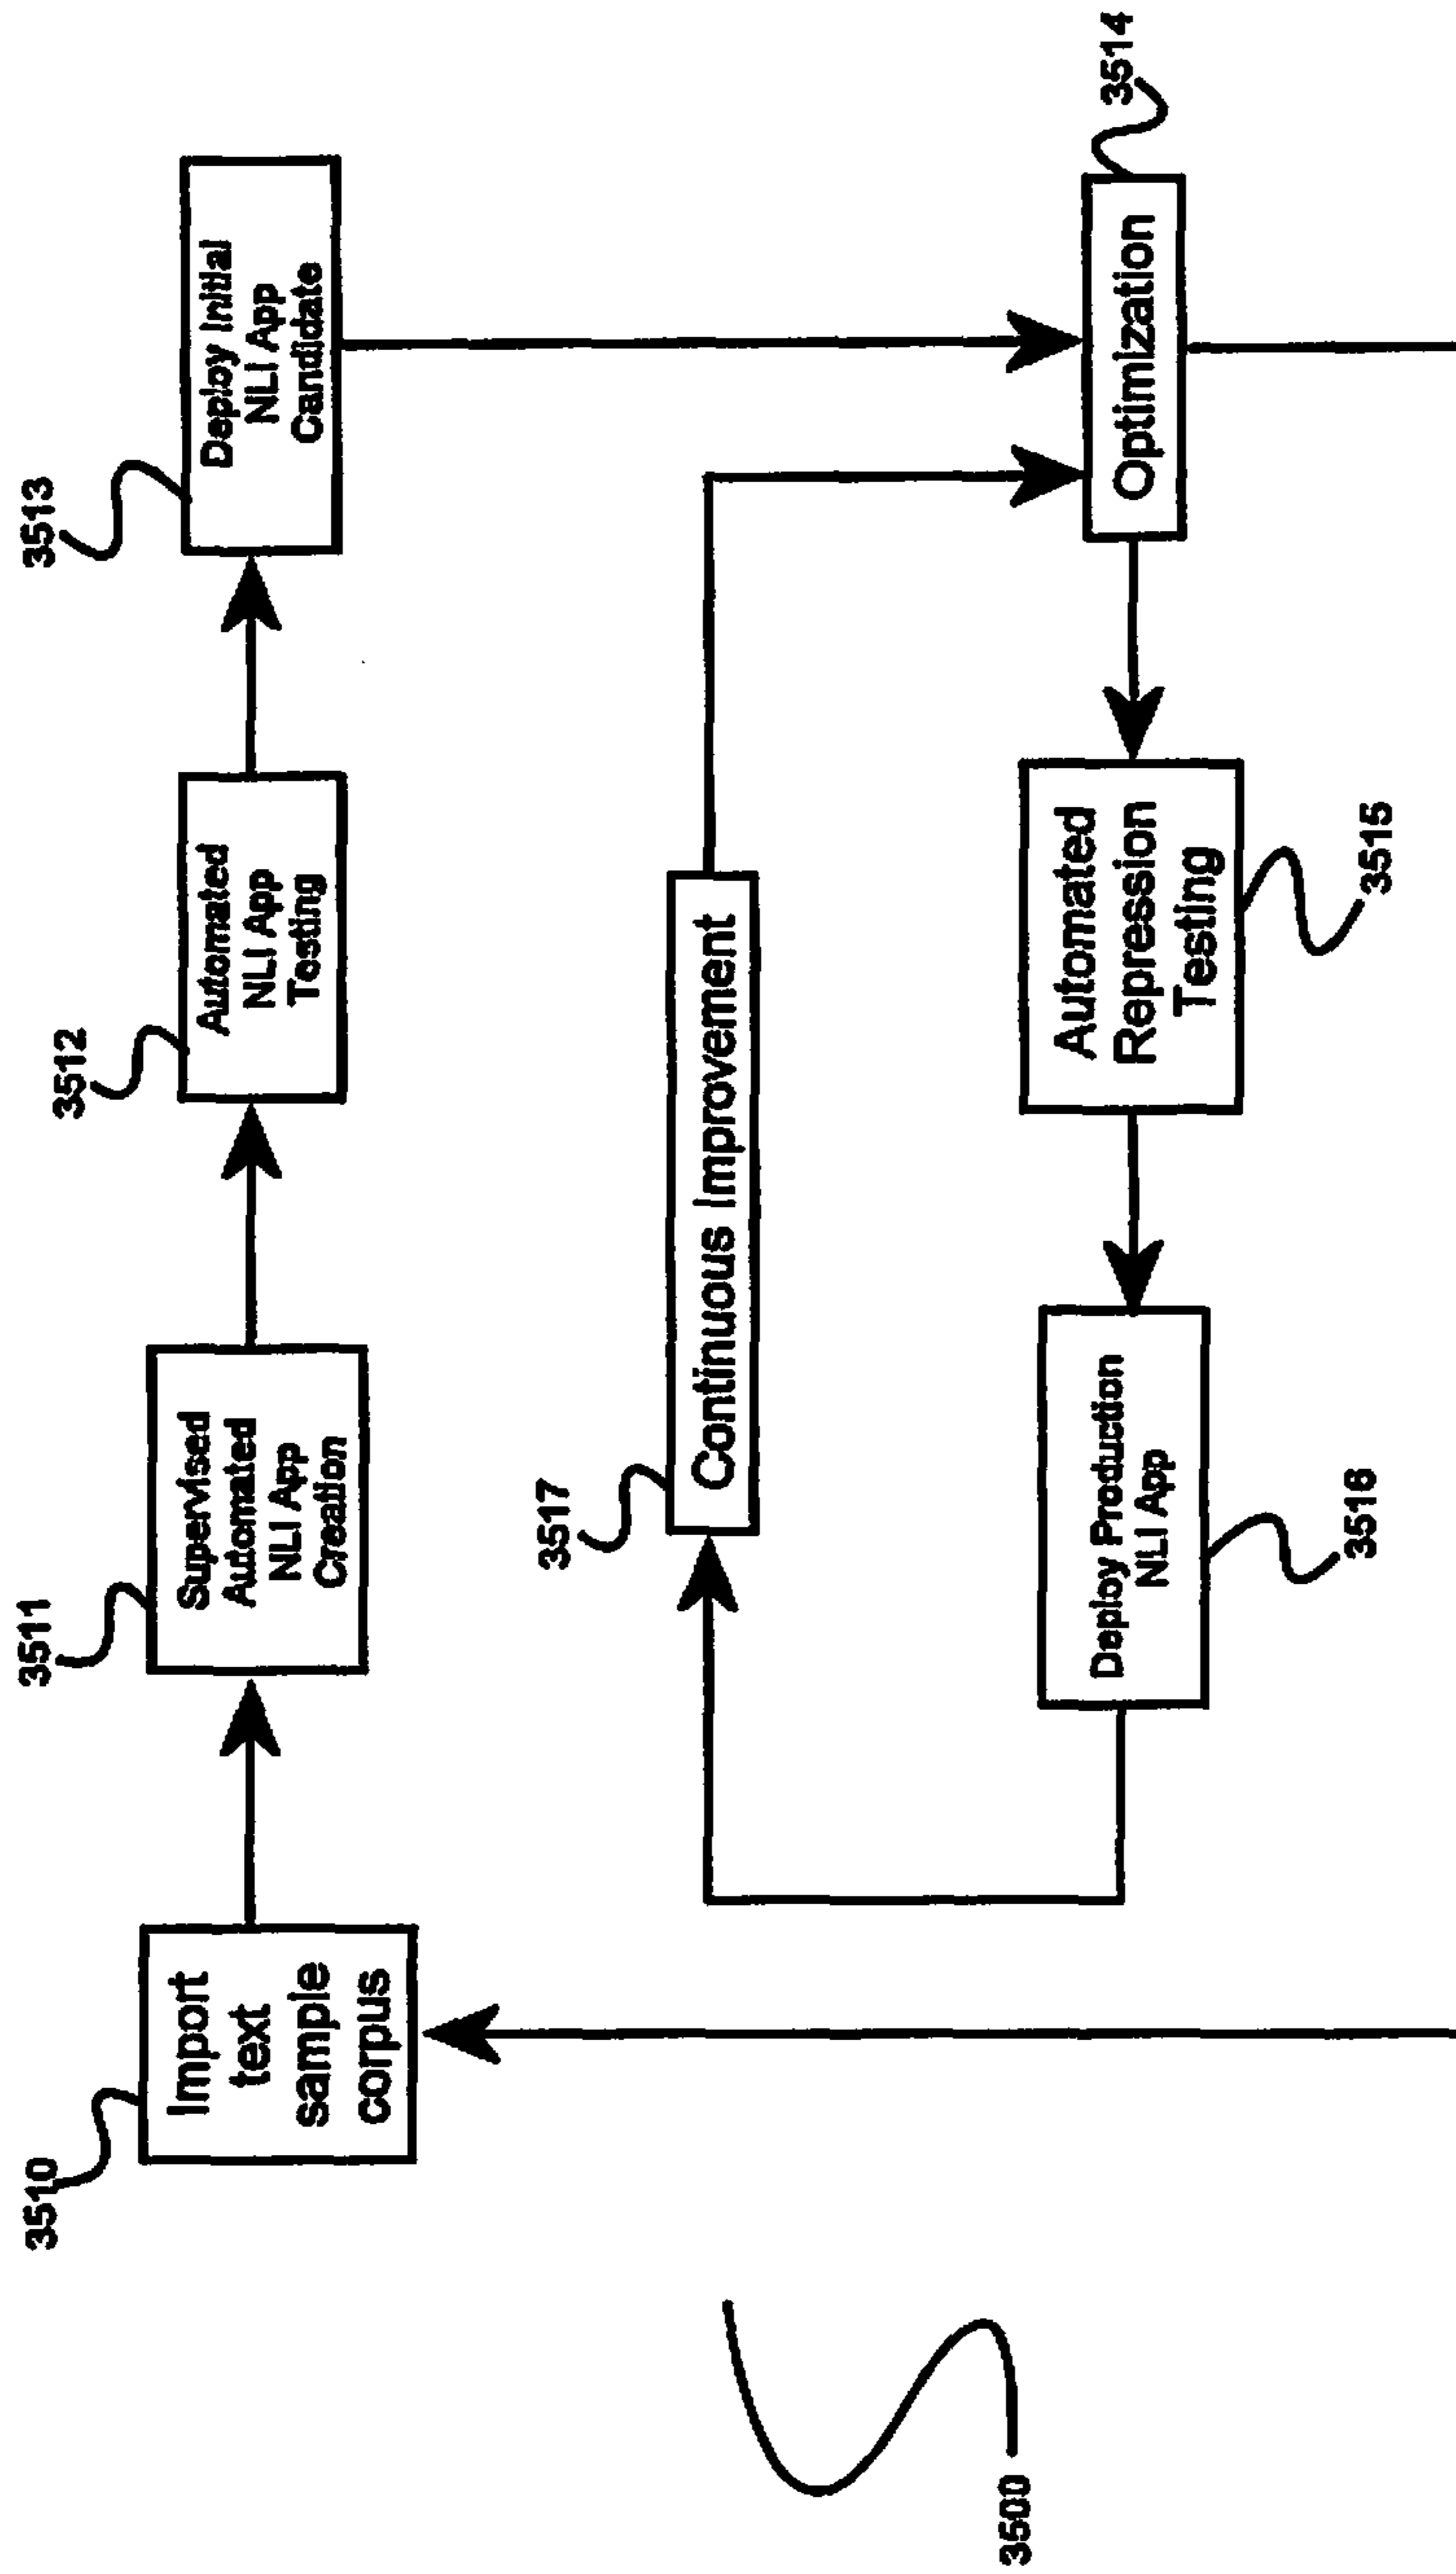 3510
Import
text
sample
corpus
3511
Supervised
Automated
NLI App
Creation
3512
Automated
NLI App
Testing
3513
Deploy Initial
NLI App
Candidate
3517
Continuous Improvement
3514
Optimization
3515
Automated
Repression
Testing
3516
Deploy Production
NLI App
3500